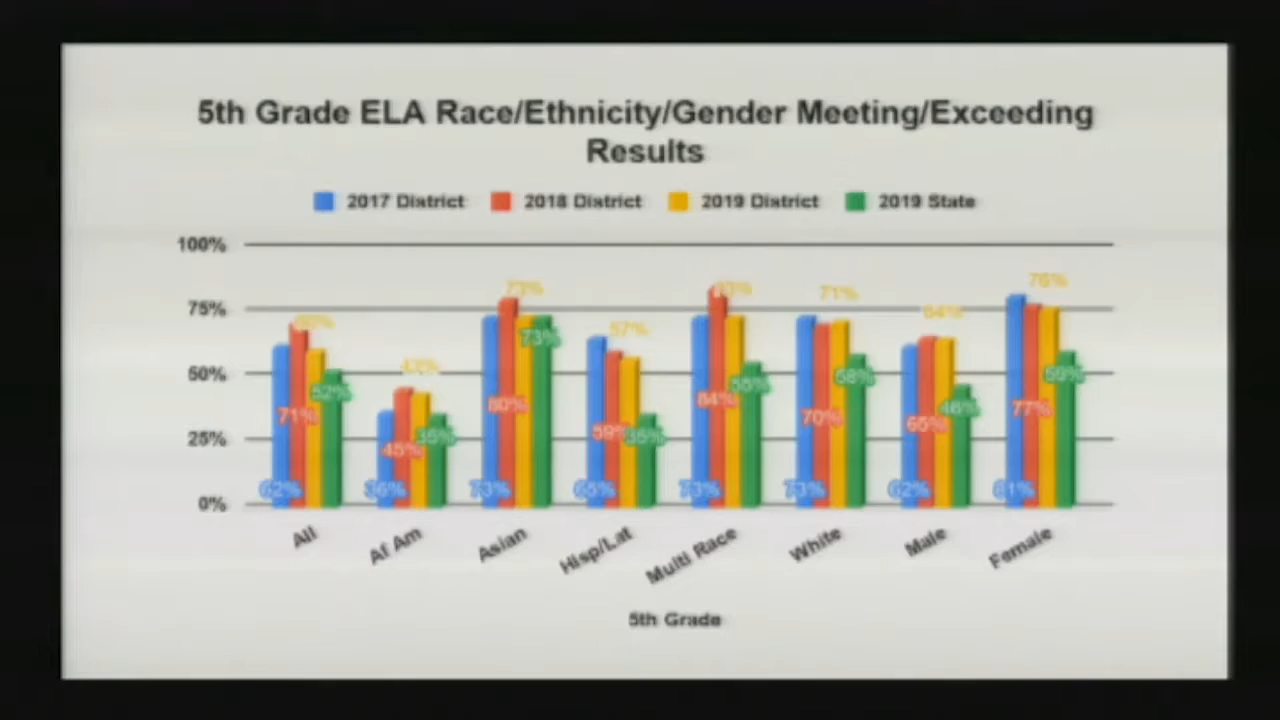 5th Grade ELA Race/Ethnicity/Gender Meeting/Exceeding
Results
2017 District 2018 District 2019 District 2019 State
100%
75%
50%
25%
0%
73% 57% 71% 64% 76%
43%
52% 73% 35% 35% 55% 58% 46% 59%
71% 45% 80% 59% 84% 70% 65% 77%
62% 36% 73% 65% 73% 73% 62%
All Af Am Asian Hisp/Lat Multi Race White Male Female
5th Grade